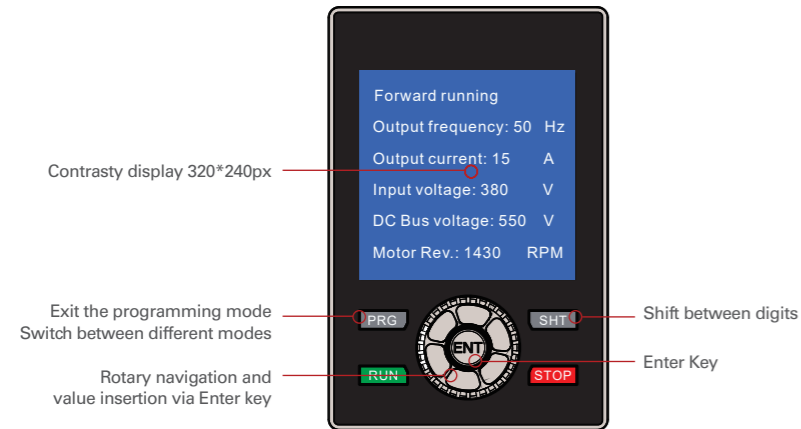 Forward running
Output frequency: 50 Hz
Output current: 15 A
Input voltage: 380 V
DC Bus voltage: 550 V
Motor Rev.: 1430 RPM
Contrasty display 320*240px
Exit the programming mode
Switch between different modes
PRG
SHT
Shift between digits
ENT
Enter Key
RUN
STOP
Rotary navigation and
value insertion via Enter key